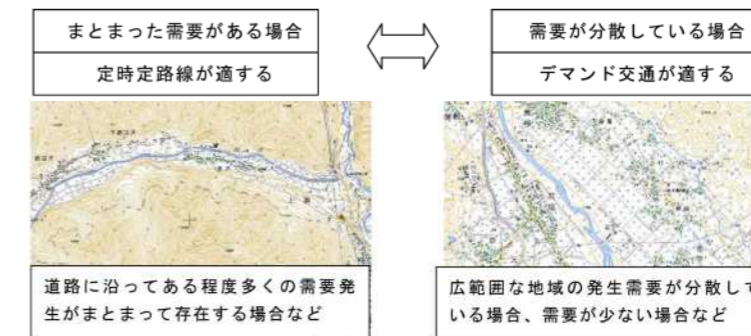 まとまった需要がある場合
定時定路線が適する
需要が分散している場合
デマンド交通が適する
道路に沿ってある程度多くの需要発
生がまとまって存在する場合など
広範囲な地域の発生需要が分散して
いる場合、需要が少ない場合など